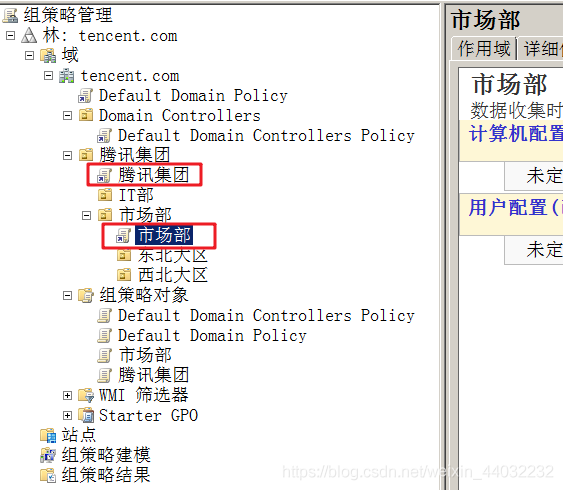 组策略管理
林: tencent.com
域
tencent.com
Default Domain Policy
Domain Controllers
Default Domain Controllers Policy
腾讯集团
腾讯集团
IT部
市场部
市场部
东北大区
西北大区
组策略对象
Default Domain Controllers Policy
Default Domain Policy
市场部
腾讯集团
WMI 筛选器
Starter GPO
站点
组策略建模
组策略结果
市场部
作用域 详细
市场部
数据收集时
计算机配置
未定
用户配置(
未定
https://blog.csdn.net/weixin_44032232